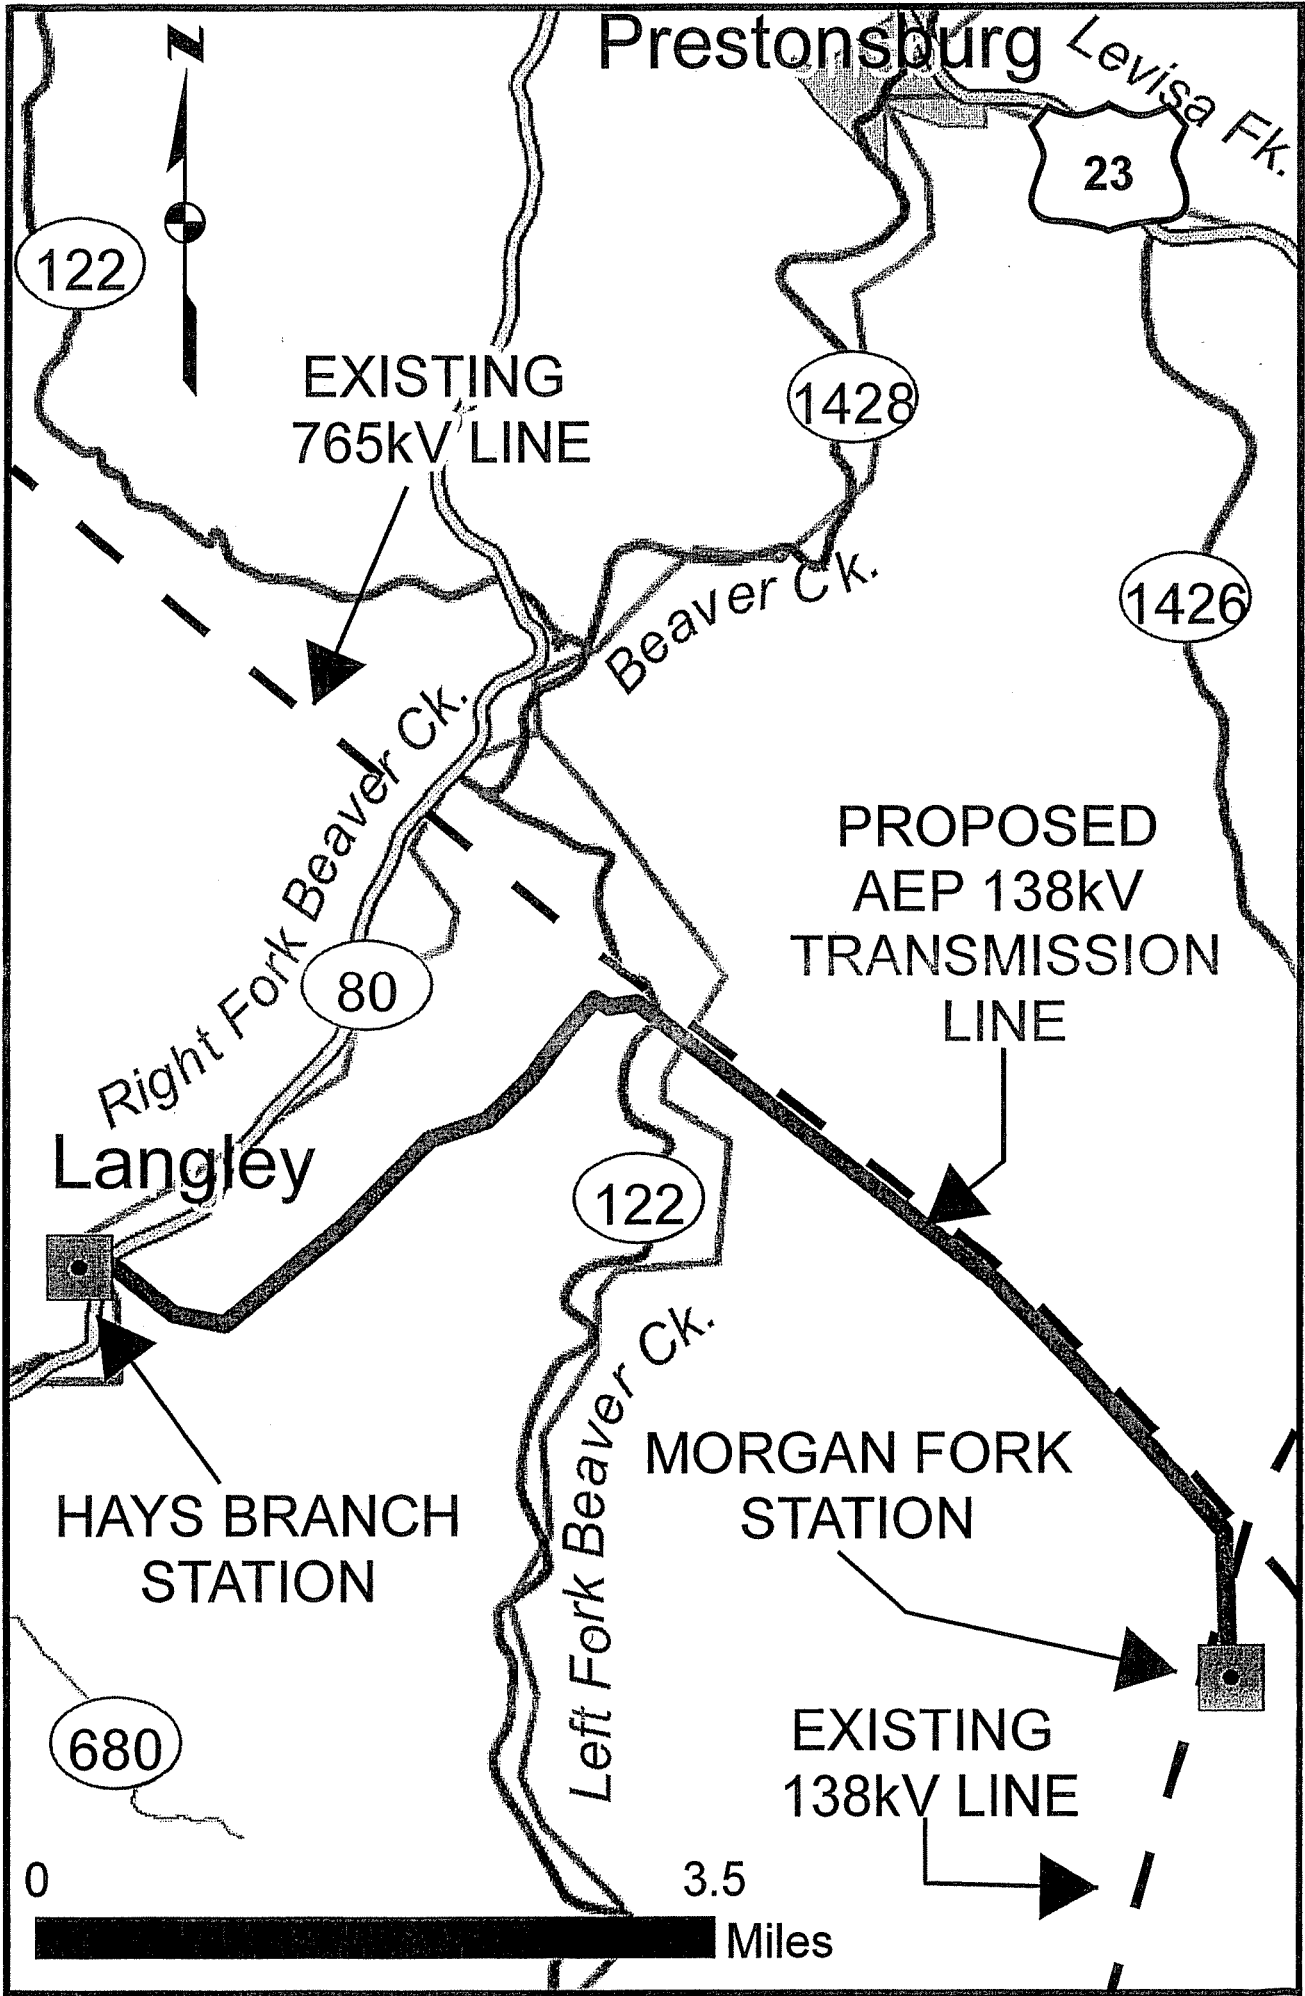 N
Prestonsburg
Levisa Fk.
23
122
EXISTING
765kV LINE
1428
Beaver Ck.
1426
Right Fork Beaver Ck.
PROPOSED
AEP 138kV
TRANSMISSION
LINE
80
Langley
122
Left Fork Beaver Ck.
MORGAN FORK
STATION
HAYS BRANCH
STATION
680
EXISTING
138kV LINE
0
3.5
Miles